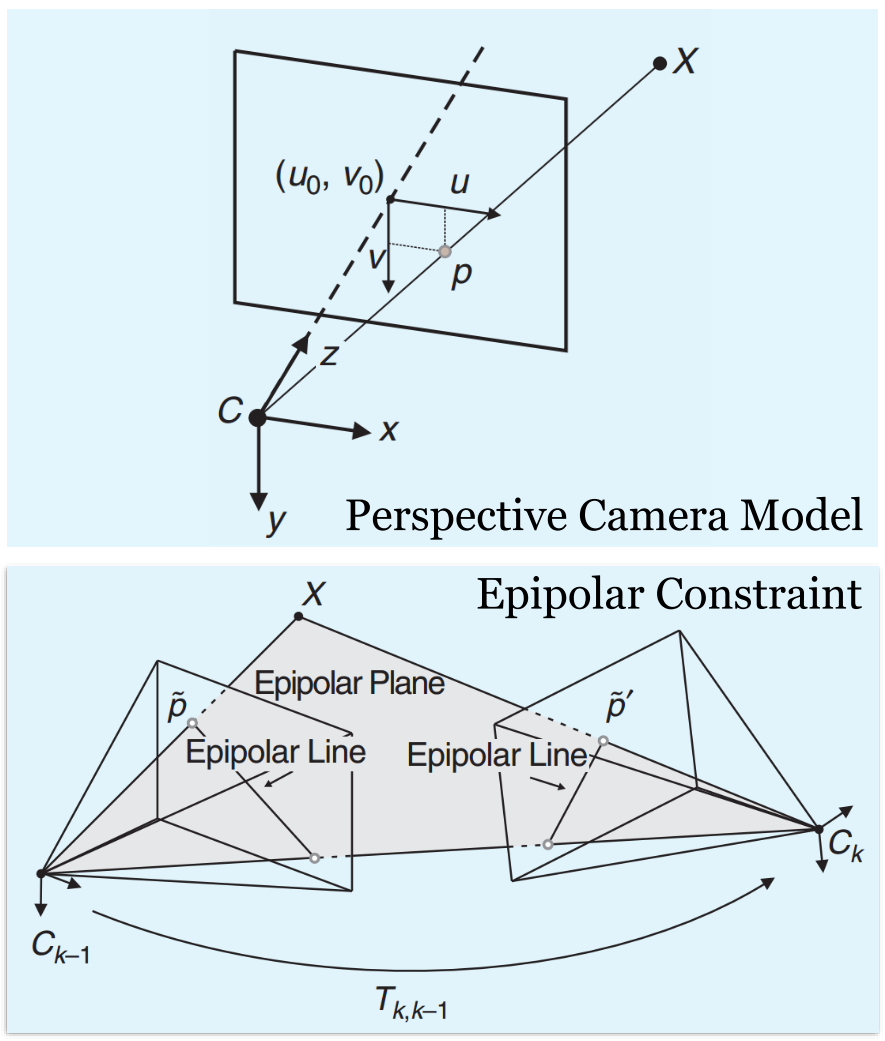 X
(u₀, v₀)
u
v
p
z
C
x
y
Perspective Camera Model
Epipolar Constraint
X
Epipolar Plane
p̃
p̃′
Epipolar Line
Epipolar Line
Cₖ
Cₖ₋₁
Tₖ,ₖ₋₁